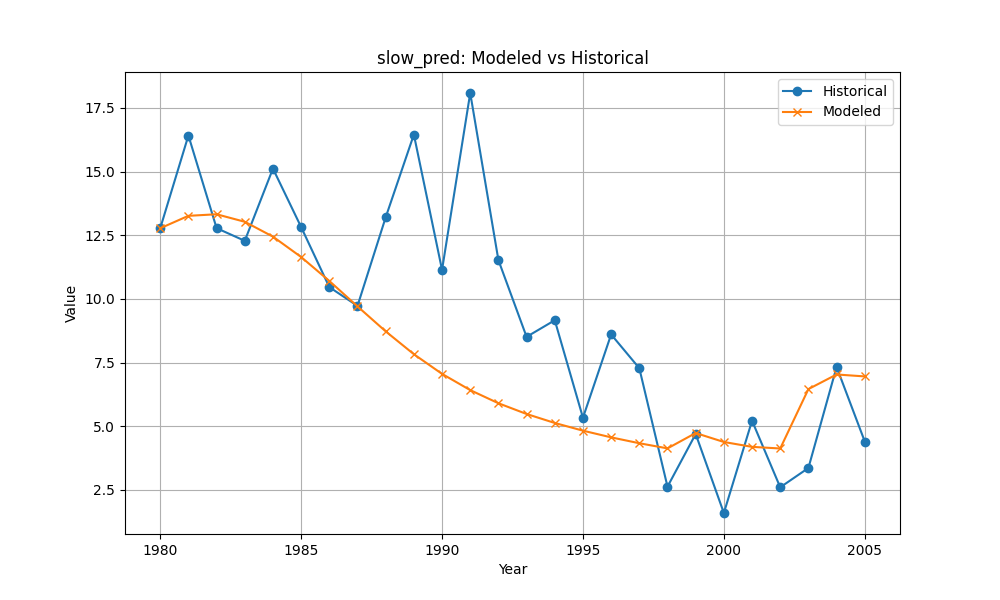 slow_pred: Modeled vs Historical
Historical
Modeled
17.5
15.0
12.5
10.0
7.5
5.0
2.5
Value
1980
1985
1990
1995
2000
2005
Year